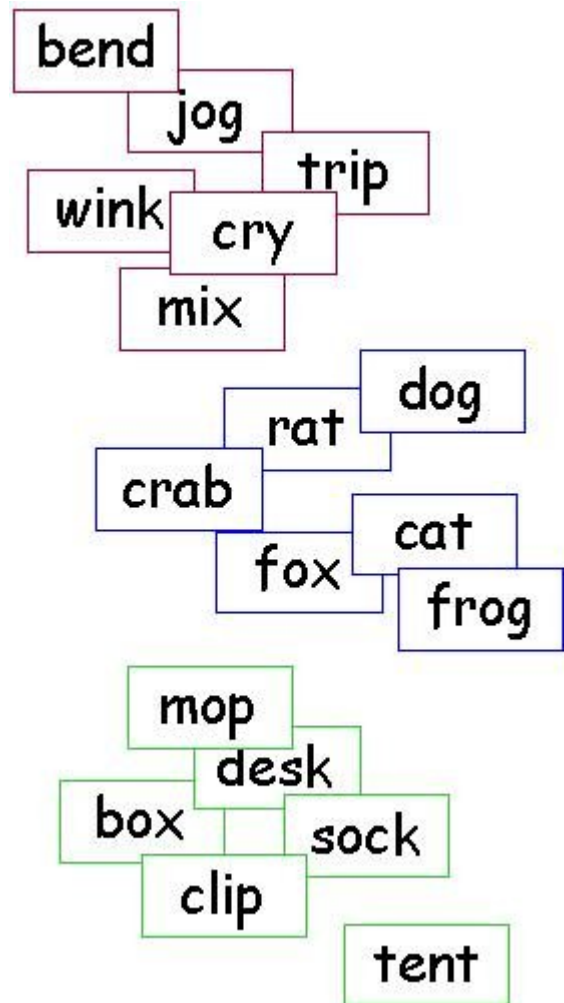 bend
jog
trip
wink
cry
mix
dog
rat
crab
cat
fox
frog
mop
desk
box
sock
clip
tent